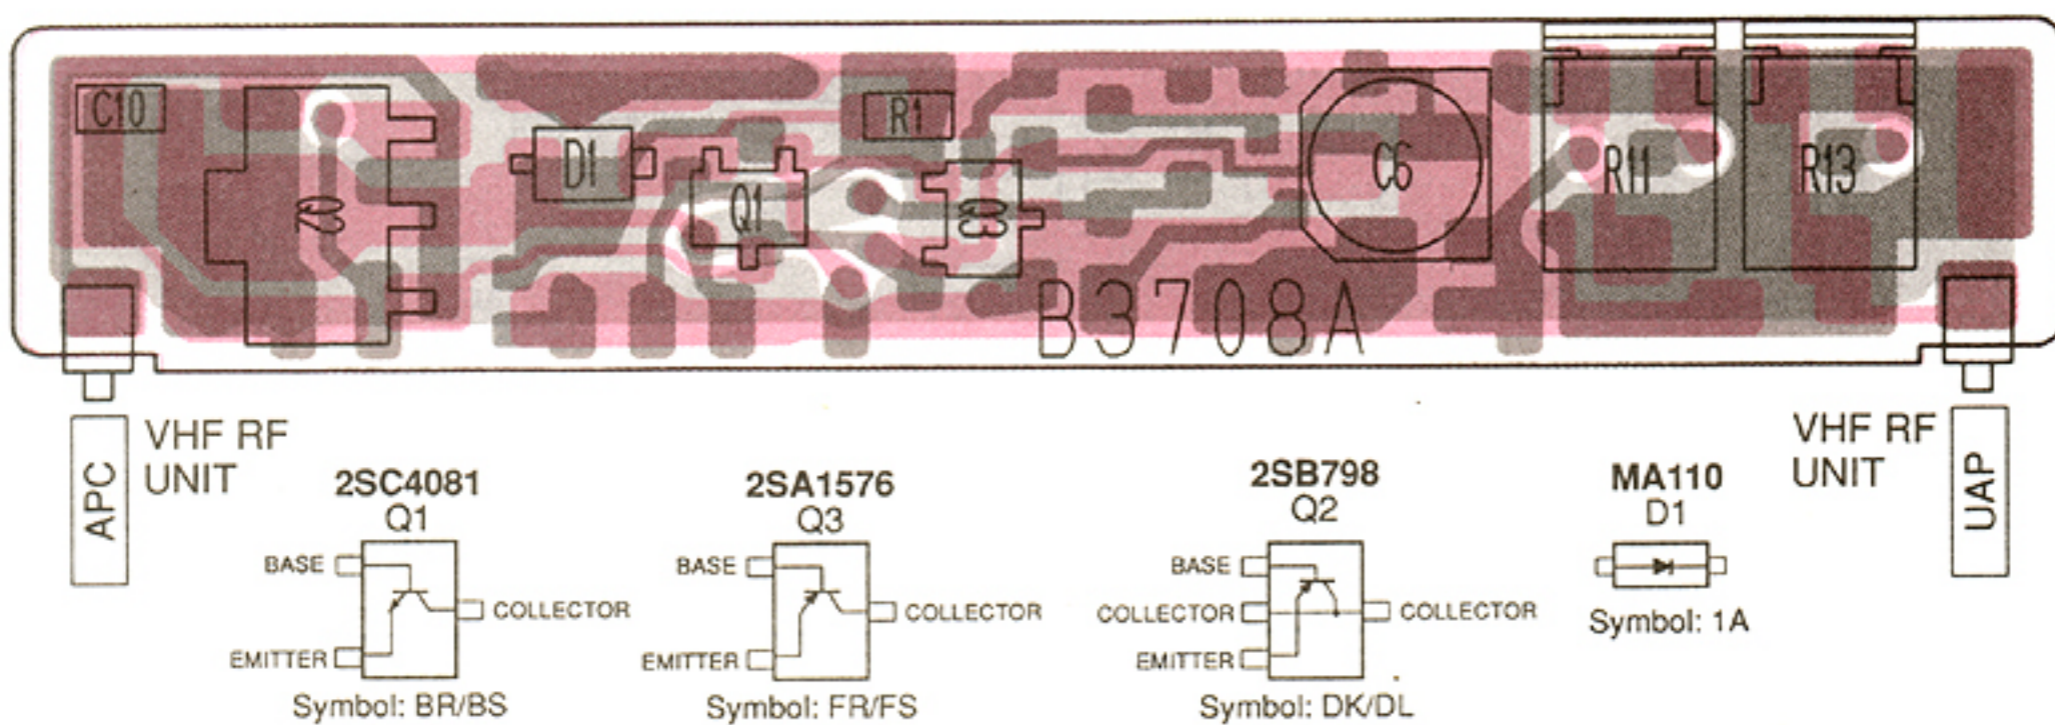 C10
Q2
D1
Q1
R1
Q3
C6
R11
R13
B3708A
APC
VHF RF
UNIT
VHF RF
UNIT
UAP
2SC4081
Q1
BASE
COLLECTOR
EMITTER
Symbol: BR/BS
2SA1576
Q3
BASE
COLLECTOR
EMITTER
Symbol: FR/FS
2SB798
Q2
BASE
COLLECTOR
COLLECTOR
EMITTER
Symbol: DK/DL
MA110
D1
Symbol: 1A